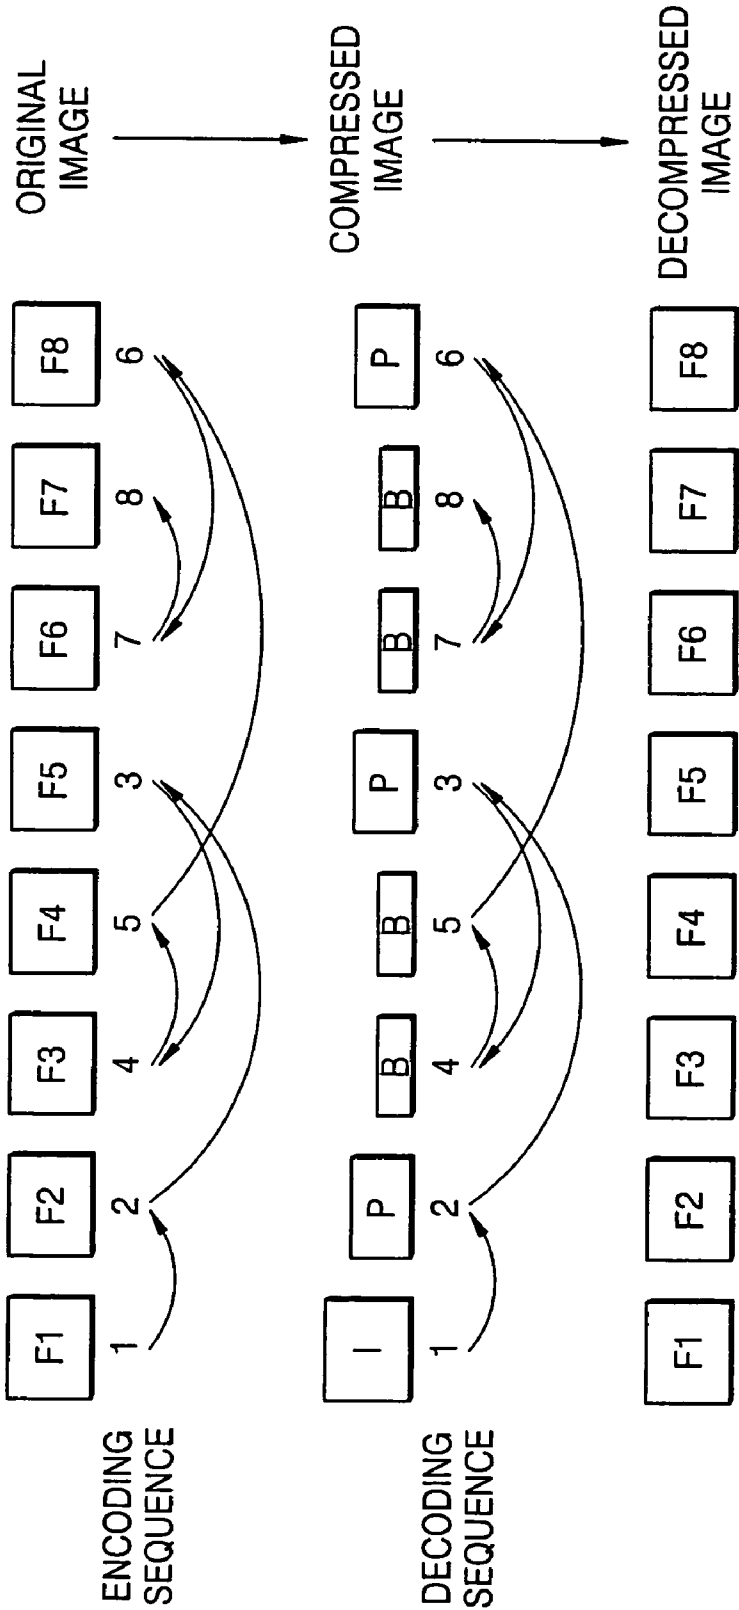 F1 F2 F3 F4 F5 F6 F7 F8
ORIGINAL
IMAGE
ENCODING
SEQUENCE
1 2 4 5 3 7 8 6
I P B B P B B P
COMPRESSED
IMAGE
DECODING
SEQUENCE
1 2 4 5 3 7 8 6
F1 F2 F3 F4 F5 F6 F7 F8
DECOMPRESSED
IMAGE